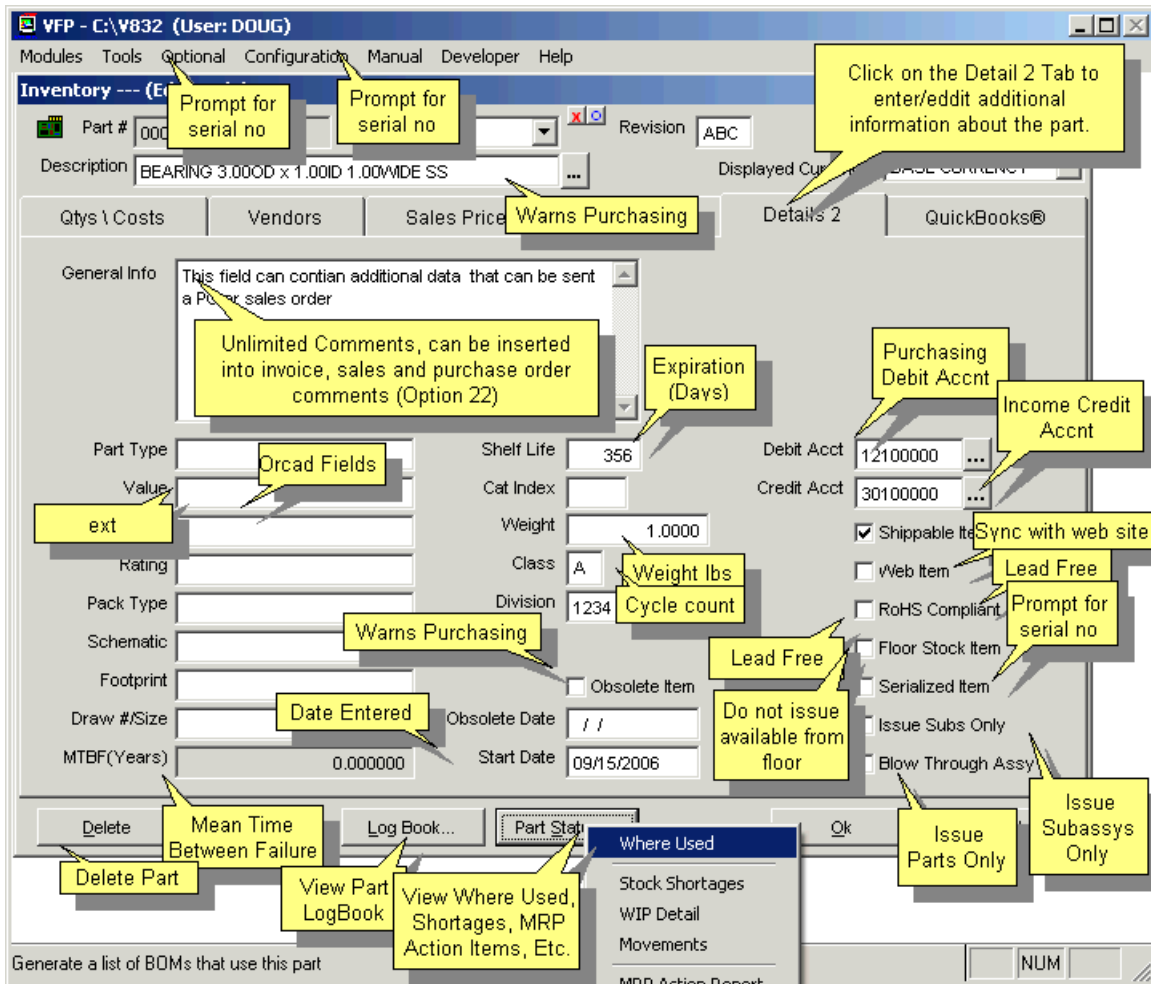 VFP - C:\V832 (User: DOUG)
Modules Tools Optional Configuration Manual Developer Help
Inventory --- (E
Prompt for
serial no
Prompt for
serial no
Click on the Detail 2 Tab to
enter/eddit additional
information about the part.
Part # 000
Revision ABC
Description BEARING 3.00OD x 1.00ID 1.00WIDE SS ...
Displayed Cur BASE CURRENCY
Warns Purchasing
Qtys \ Costs Vendors Sales Price Details 2 QuickBooks®
General Info
This field can contian additional data that can be sent
a PO or sales order
Unlimited Comments, can be inserted
into invoice, sales and purchase order
comments (Option 22)
Expiration
(Days)
Purchasing
Debit Accnt
Income Credit
Accnt
Part Type
Orcad Fields
Value
ext
Rating
Pack Type
Schematic
Footprint
Draw #/Size
MTBF(Years) 0.000000
Shelf Life 356
Cat Index
Weight 1.0000
Weight lbs
Class A
Cycle count
Division 1234
Warns Purchasing
Obsolete Item
Date Entered
Obsolete Date / /
Start Date 09/15/2006
Debit Acct 12100000 ...
Credit Acct 30100000 ...
Shippable Ite
Sync with web site
Web Item
Lead Free
RoHS Compliant
Prompt for
serial no
Lead Free
Floor Stock Item
Serialized Item
Do not issue
available from
floor
Issue Subs Only
Blow Through Assy
Issue
Subassys
Only
Issue
Parts Only
Delete
Mean Time
Between Failure
Log Book...
Part Stat
Ok
Delete Part
View Part
LogBook
View Where Used,
Shortages, MRP
Action Items, Etc.
Where Used
Stock Shortages
WIP Detail
Movements
MRP Action Report
Generate a list of BOMs that use this part
NUM